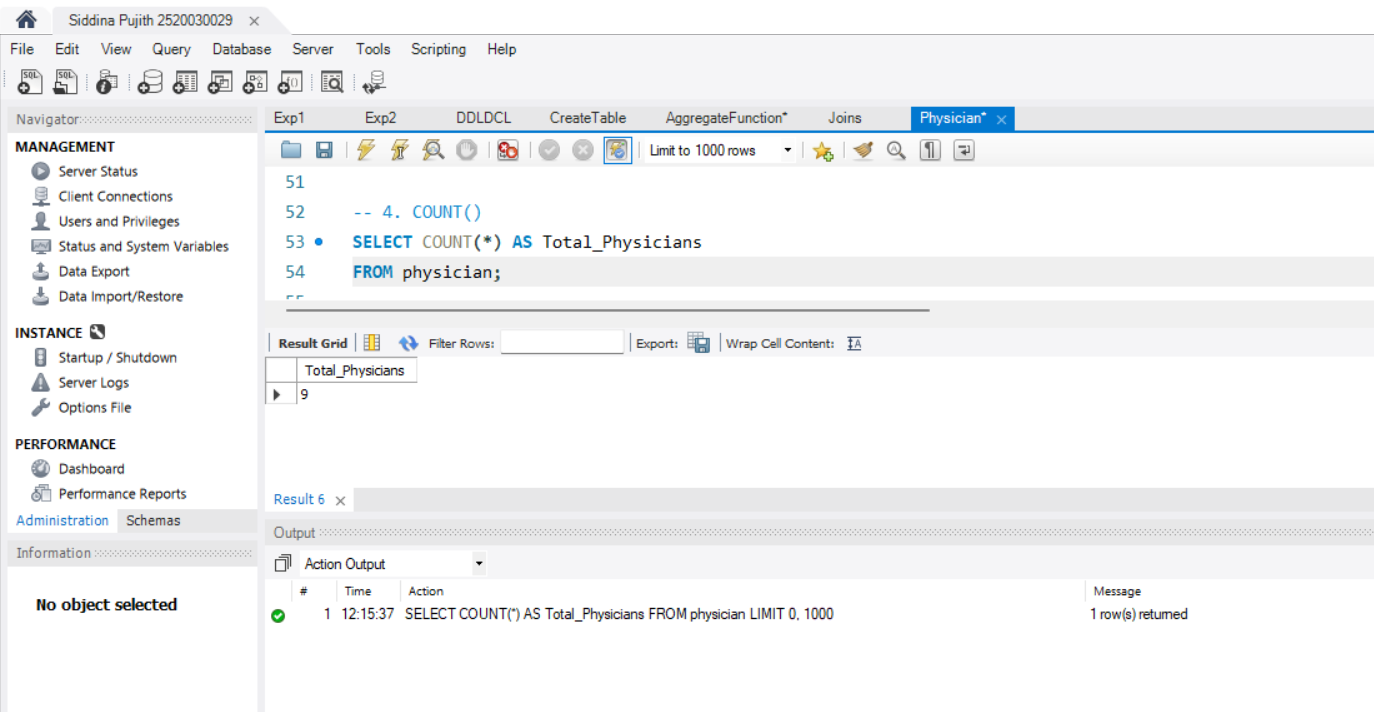 Siddina Pujith 2520030029 ×
File Edit View Query Database Server Tools Scripting Help
Navigator
MANAGEMENT
Server Status
Client Connections
Users and Privileges
Status and System Variables
Data Export
Data Import/Restore
INSTANCE
Startup / Shutdown
Server Logs
Options File
PERFORMANCE
Dashboard
Performance Reports
Administration Schemas
Information
No object selected
Exp1 Exp2 DDLDCL CreateTable AggregateFunction* Joins Physician* ×
Limit to 1000 rows
51
52 -- 4. COUNT()
53 SELECT COUNT(*) AS Total_Physicians
54 FROM physician;
Result Grid Filter Rows: Export: Wrap Cell Content:
Total_Physicians
9
Result 6 ×
Output
Action Output
# Time Action Message
1 12:15:37 SELECT COUNT(*) AS Total_Physicians FROM physician LIMIT 0, 1000 1 row(s) returned